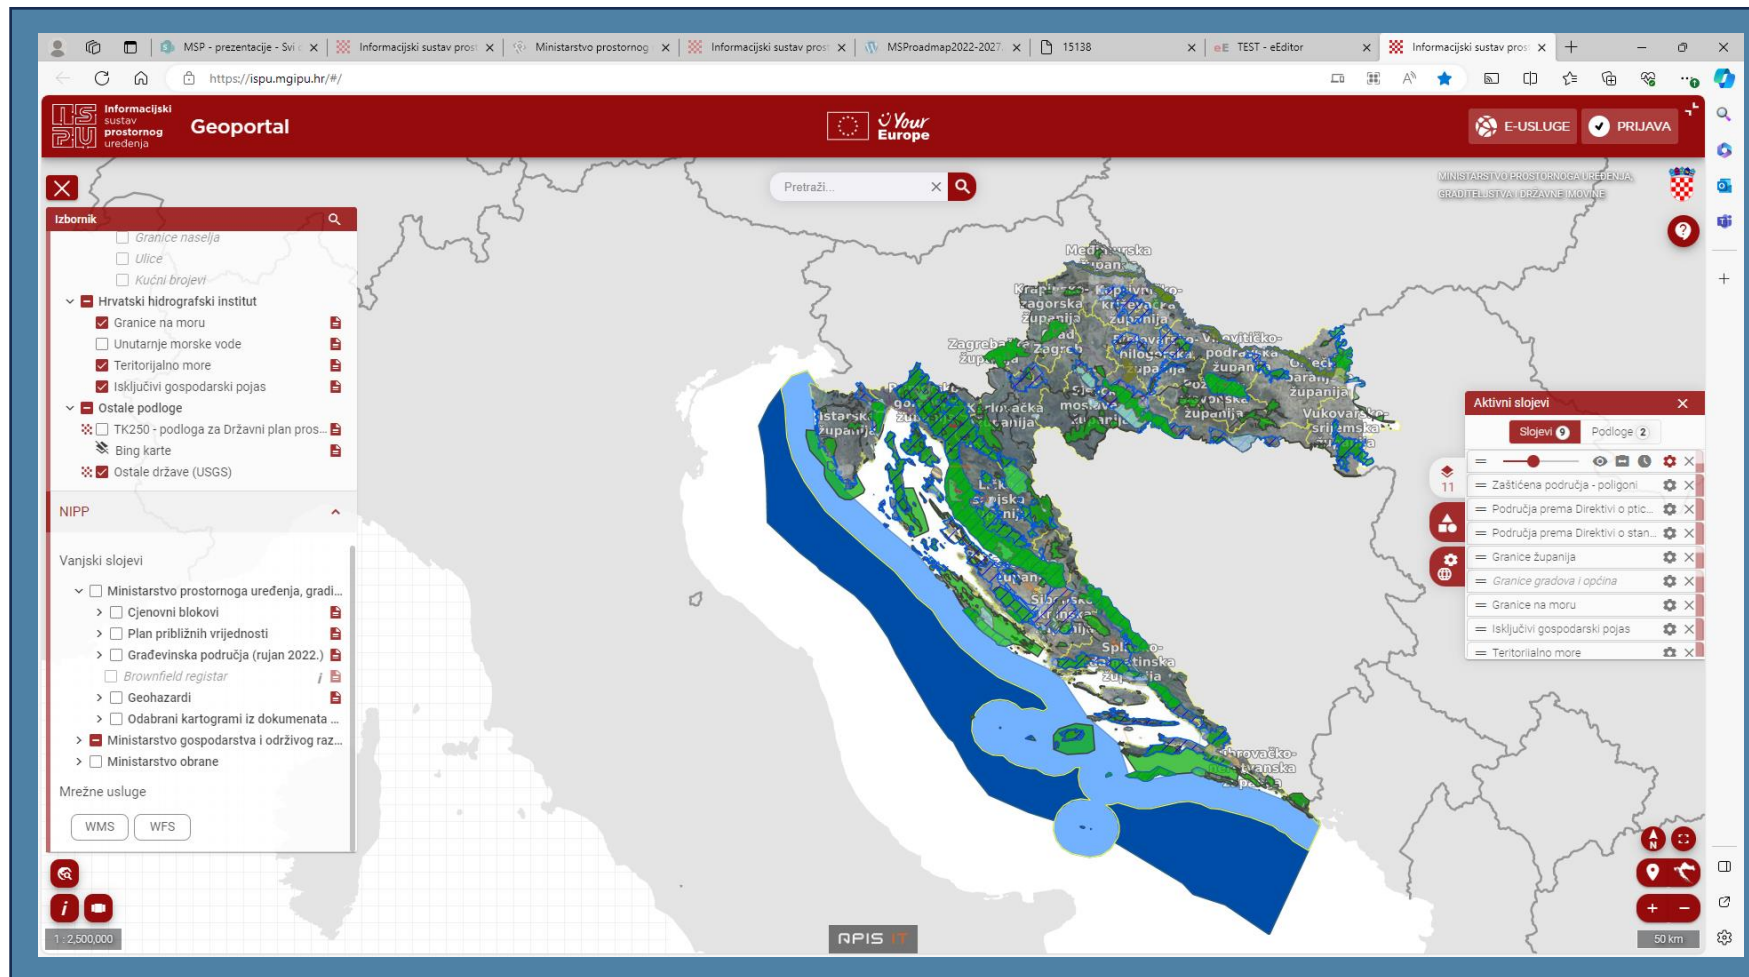 MSP - prezentacije - Svi
Informacijski sustav pros
Ministarstvo prostornog
Informacijski sustav pros
MSProadmap2022-2027.
15138
eE TEST - eEditor
Informacijski sustav pros
https://ispu.mgipu.hr/#/
Informacijski
sustav
prostornog
uređenja
Geoportal
Your
Europe
E-USLUGE
PRIJAVA
Pretraži...
MINISTARSTVO PROSTORNOGA UREĐENJA,
GRADITELJSTVA I DRŽAVNE IMOVINE
Izbornik
Granice naselja
Ulice
Kućni brojevi
Hrvatski hidrografski institut
Granice na moru
Unutarnje morske vode
Teritorijalno more
Isključivi gospodarski pojas
Ostale podloge
TK250 - podloga za Državni plan pros...
Bing karte
Ostale države (USGS)
NIPP
Vanjski slojevi
Ministarstvo prostornoga uređenja, gradi...
Cjenovni blokovi
Plan približnih vrijednosti
Građevinska područja (rujan 2022.)
Brownfield registar
Geohazardi
Odabrani kartogrami iz dokumenata ...
Ministarstvo gospodarstva i održivog raz...
Ministarstvo obrane
Mrežne usluge
WMS
WFS
1 : 2,500,000
zagorska
županija
Zagreb
županija
Istarska
županija
Aktivni slojevi
Slojevi 9
Podloge 2
11
Zaštićena područja - poligoni
Područja prema Direktivi o ptic...
Područja prema Direktivi o stan...
Granice županija
Granice gradova i općina
Granice na moru
Isključivi gospodarski pojas
Teritorijalno more
N
APIS IT
50 km